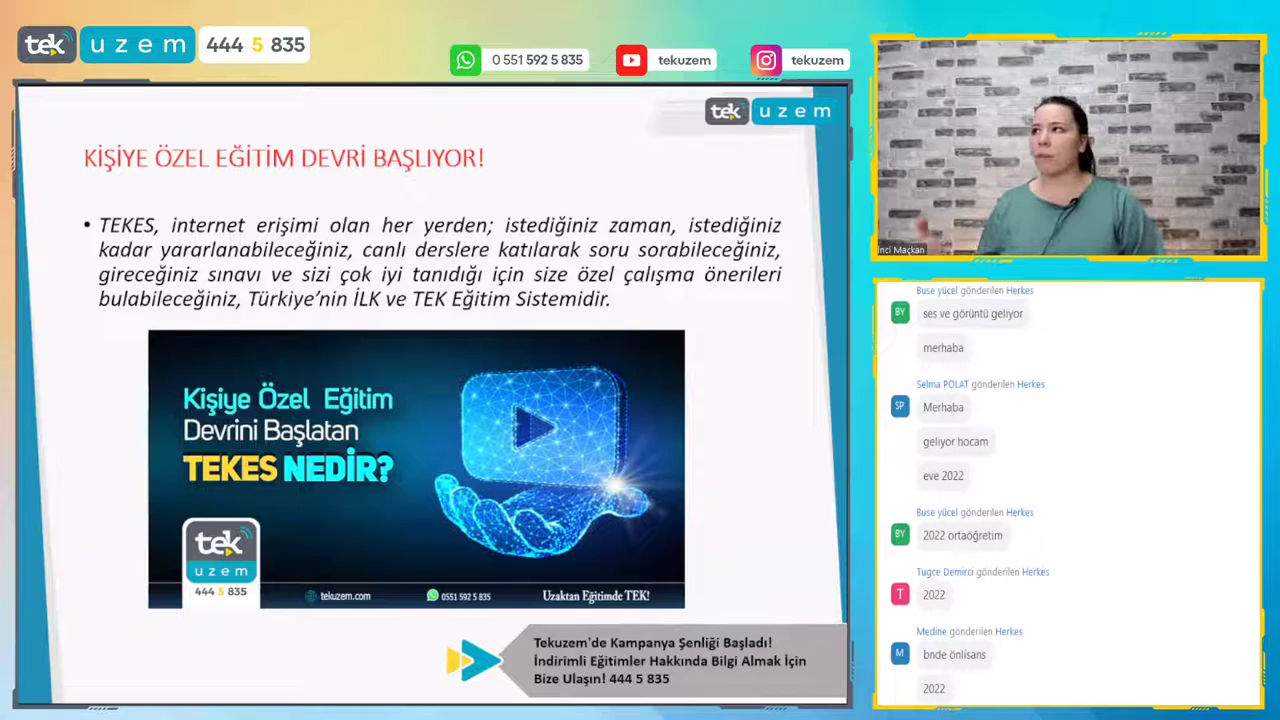 tek uzem 444 5 835
0 551 592 5 835
tekuzem
tekuzem
tek uzem
KİŞİYE ÖZEL EĞİTİM DEVRİ BAŞLIYOR!
• TEKES, internet erişimi olan her yerden; istediğiniz zaman, istediğiniz
kadar yararlanabileceğiniz, canlı derslere katılarak soru sorabileceğiniz,
gireceğiniz sınavı ve sizi çok iyi tanıdığı için size özel çalışma önerileri
bulabileceğiniz, Türkiye'nin İLK ve TEK Eğitim Sistemidir.
Kişiye Özel Eğitim
Devrini Başlatan
TEKES NEDİR?
tek
uzem
444 5 835
tekuzem.com
0551 592 5 835
Uzaktan Eğitimde TEK!
Tekuzem'de Kampanya Şenliği Başladı!
İndirimli Eğitimler Hakkında Bilgi Almak İçin
Bize Ulaşın! 444 5 835
inci Maçkan
Buse yücel gönderilen Herkes
BY
ses ve görüntü geliyor
merhaba
Selma POLAT gönderilen Herkes
SP
Merhaba
geliyor hocam
eve 2022
Buse yücel gönderilen Herkes
BY
2022 ortaöğretim
Tugce Demirci gönderilen Herkes
T
2022
Medine gönderilen Herkes
M
bnde önlisans
2022